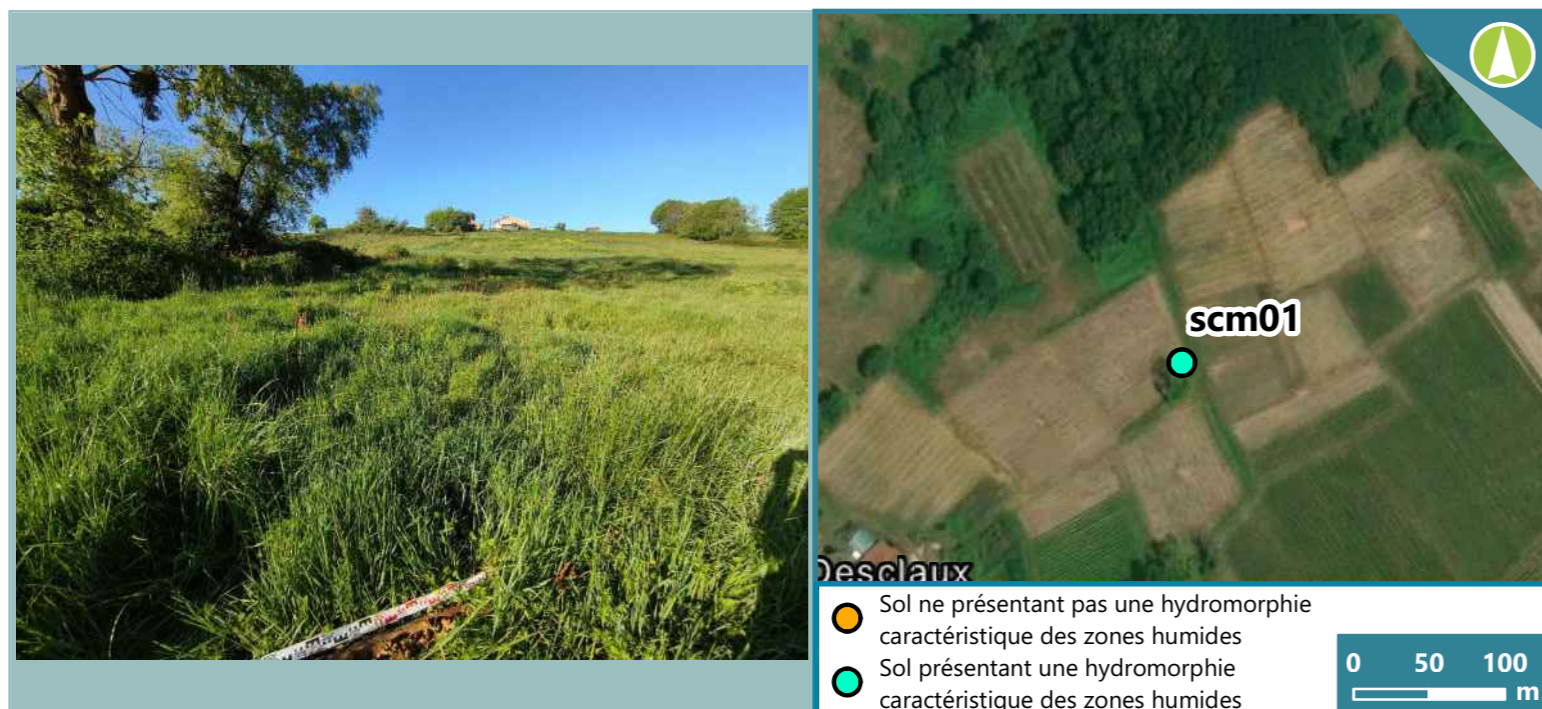 scm01
Desclaux
Sol ne présentant pas une hydromorphie
caractéristique des zones humides
Sol présentant une hydromorphie
caractéristique des zones humides
0 50 100
m